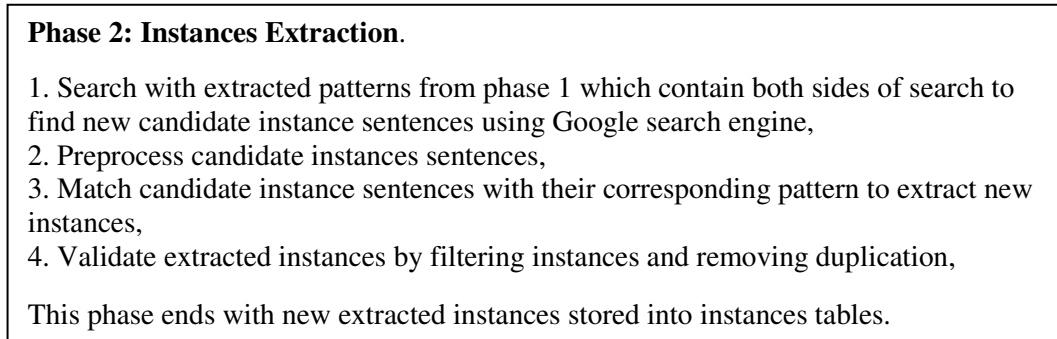 Phase 2: Instances Extraction.
1. Search with extracted patterns from phase 1 which contain both sides of search to
find new candidate instance sentences using Google search engine,
2. Preprocess candidate instances sentences,
3. Match candidate instance sentences with their corresponding pattern to extract new
instances,
4. Validate extracted instances by filtering instances and removing duplication,
This phase ends with new extracted instances stored into instances tables.